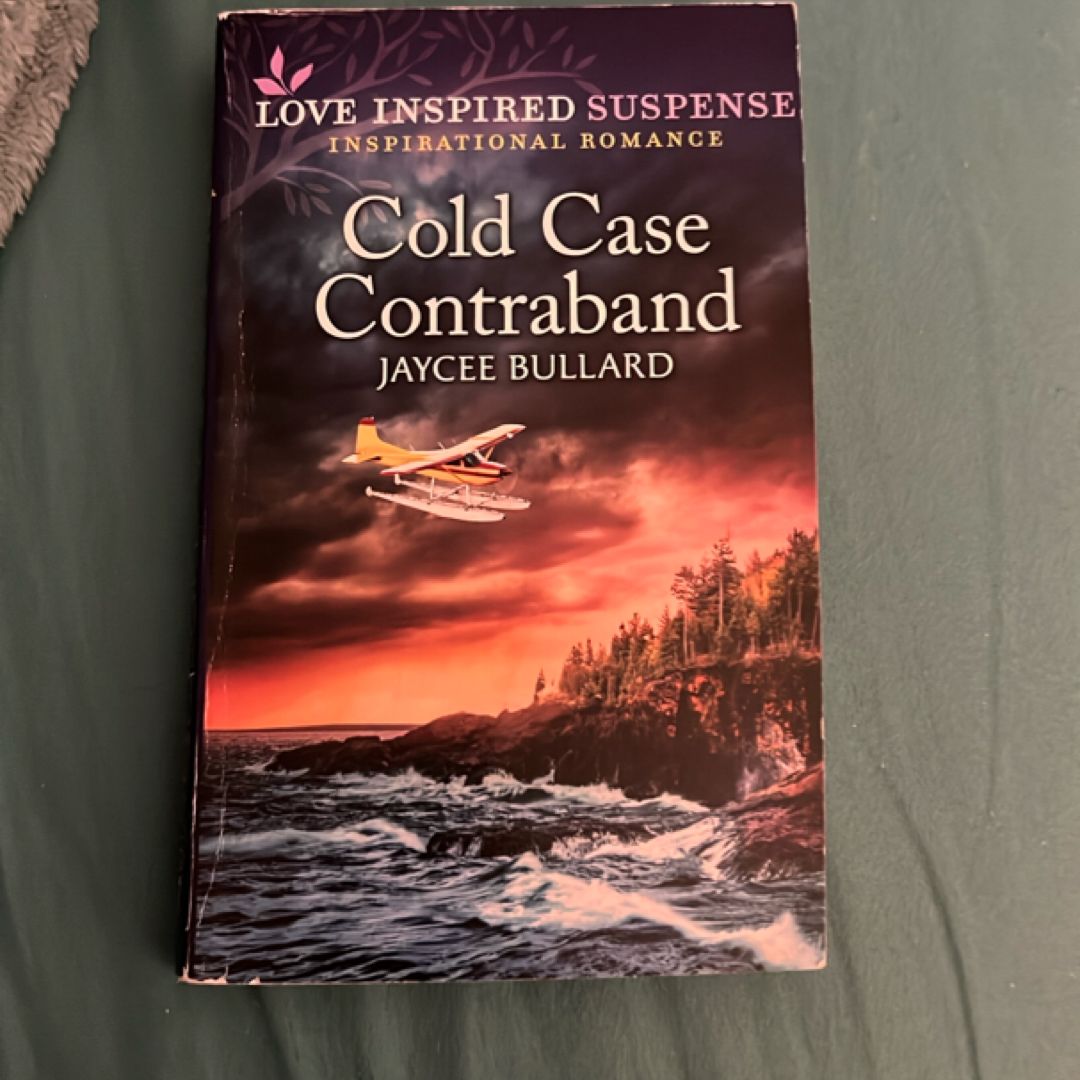 LOVE INSPIRED SUSPENSE
INSPIRATIONAL ROMANCE
Cold Case
Contraband
JAYCEE BULLARD